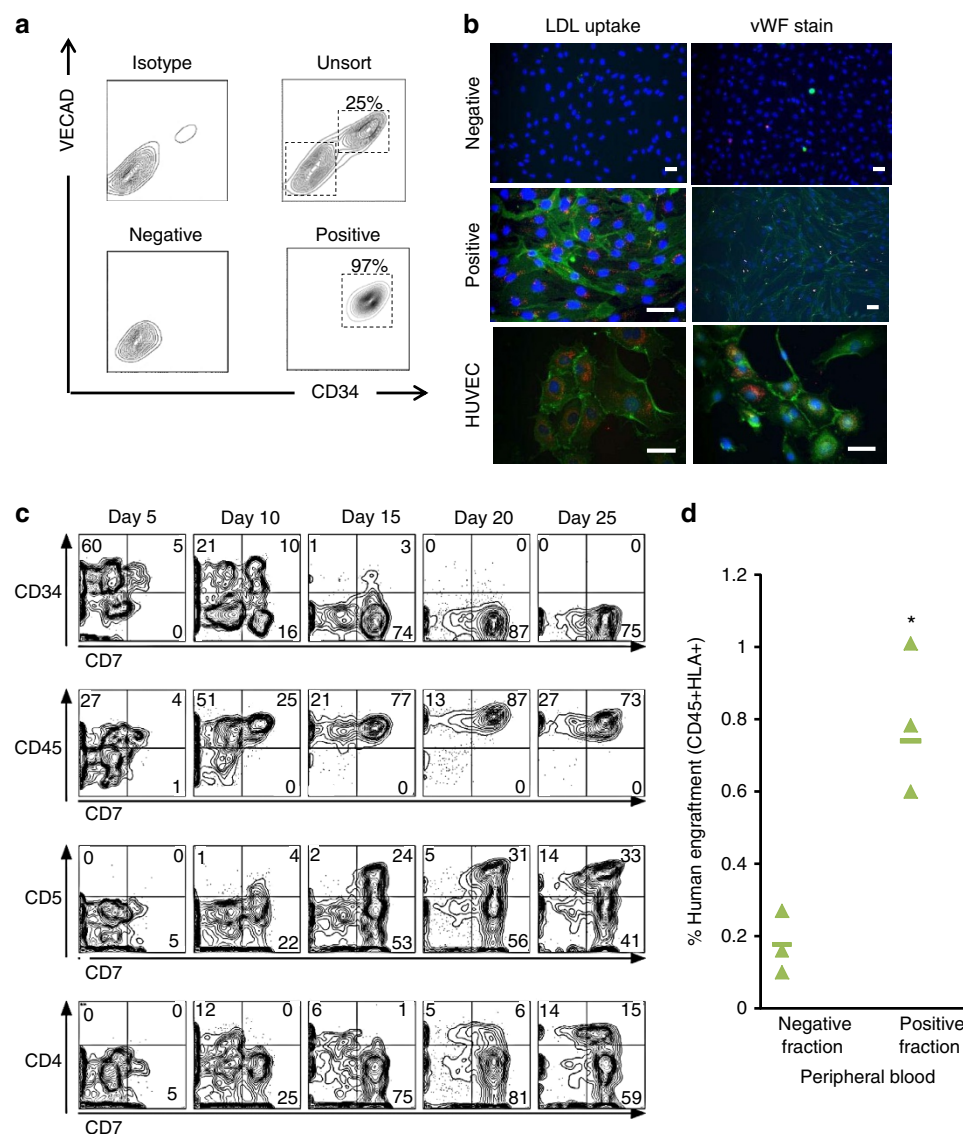 a
VECAD
Isotype
Unsort
25%
Negative
Positive
97%
CD34
b
LDL uptake
vWF stain
Negative
Positive
HUVEC
c
Day 5
Day 10
Day 15
Day 20
Day 25
CD34
60
5
0
21
10
16
1
3
74
0
0
87
0
0
75
CD7
CD45
27
4
1
51
25
0
21
77
0
13
87
0
27
73
0
CD7
CD5
0
0
5
1
4
22
2
24
53
5
31
56
14
33
41
CD7
CD4
0
0
5
12
0
25
6
1
75
5
6
81
14
15
59
CD7
d
% Human engraftment (CD45+HLA+)
1.2
1
0.8
0.6
0.4
0.2
0
*
Negative
fraction
Positive
fraction
Peripheral blood